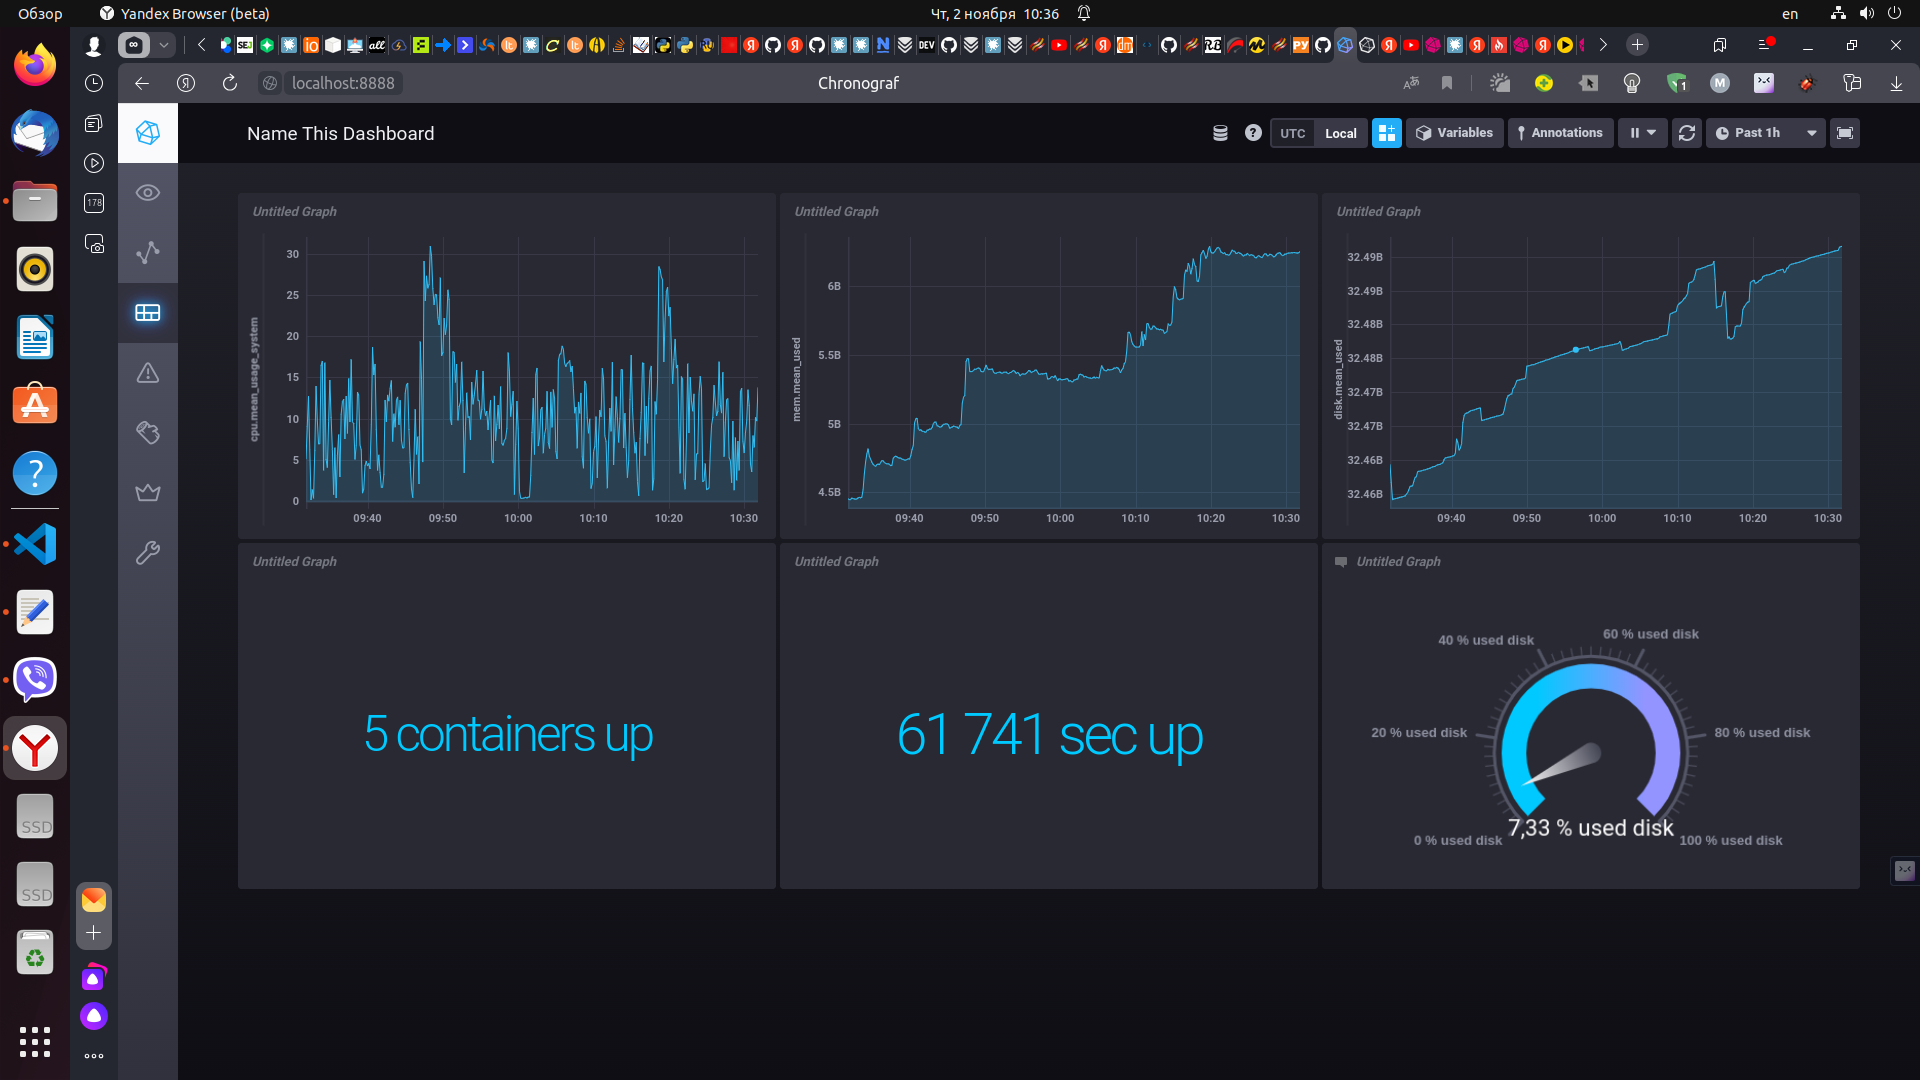 Обзор
Yandex Browser (beta)
Чт, 2 ноября 10:36
en
localhost:8888
Chronograf
1
M
178
Name This Dashboard
UTC
Local
Variables
Annotations
Past 1h
Untitled Graph
cpu.mean_usage_system
30
25
20
15
10
5
0
09:40
09:50
10:00
10:10
10:20
10:30
Untitled Graph
mem.mean_used
6B
5.5B
5B
4.5B
09:40
09:50
10:00
10:10
10:20
10:30
Untitled Graph
disk.mean_used
32.49B
32.49B
32.48B
32.48B
32.47B
32.47B
32.46B
32.46B
09:40
09:50
10:00
10:10
10:20
10:30
Untitled Graph
5 containers up
Untitled Graph
61 741 sec up
Untitled Graph
40 % used disk
60 % used disk
20 % used disk
80 % used disk
0 % used disk
7,33 % used disk
100 % used disk
SSD
SSD